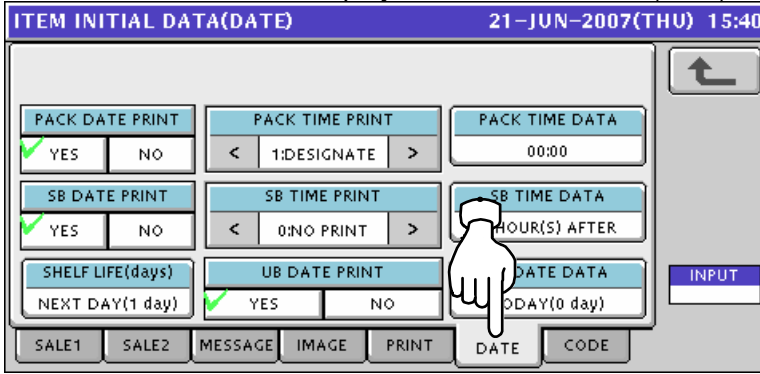 ITEM INITIAL DATA(DATE) 21-JUN-2007(THU) 15:40
PACK DATE PRINT PACK TIME PRINT PACK TIME DATA
YES NO < 1:DESIGNATE > 00:00
SB DATE PRINT SB TIME PRINT SB TIME DATA
YES NO < 0:NO PRINT > HOUR(S) AFTER
SHELF LIFE(days) UB DATE PRINT DATE DATA INPUT
NEXT DAY(1 day) YES NO TODAY(0 day)
SALE1 SALE2 MESSAGE IMAGE PRINT DATE CODE